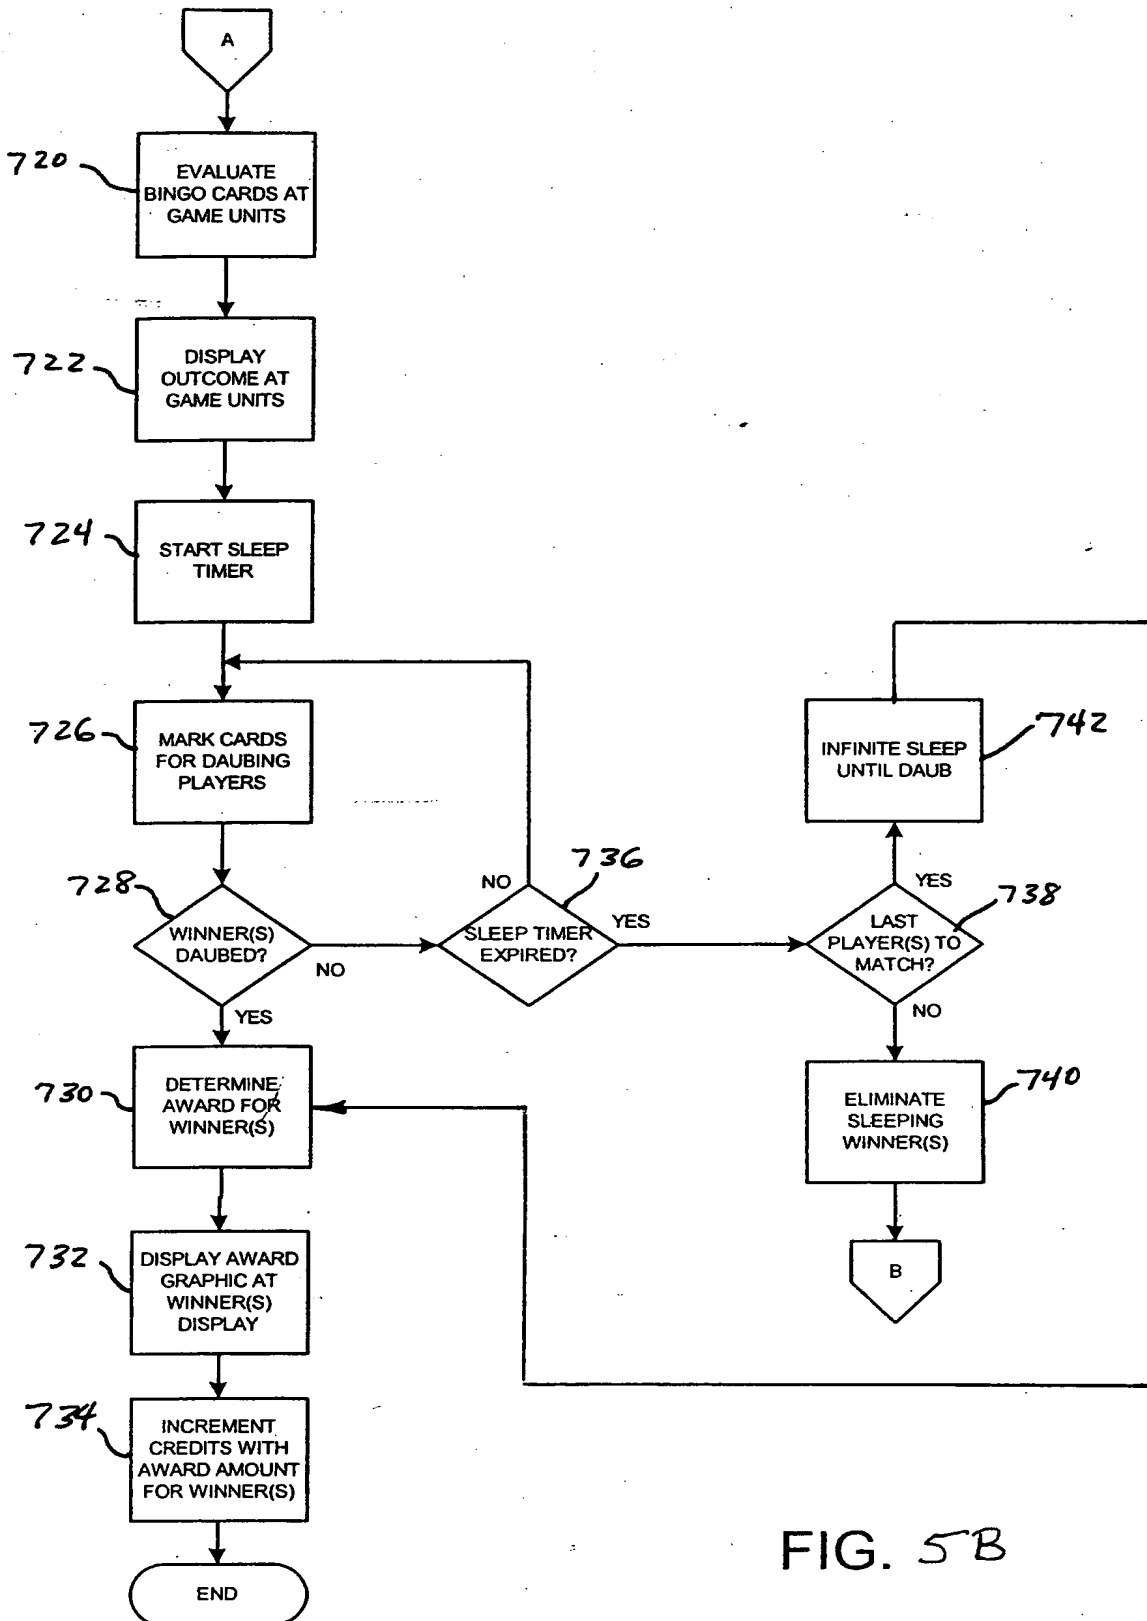 A
720
EVALUATE
BINGO CARDS AT
GAME UNITS
722
DISPLAY
OUTCOME AT
GAME UNITS
724
START SLEEP
TIMER
726
MARK CARDS
FOR DAUBING
PLAYERS
742
INFINITE SLEEP
UNTIL DAUB
728
WINNER(S)
DAUBED?
NO
YES
736
SLEEP TIMER
EXPIRED?
NO
YES
738
LAST
PLAYER(S) TO
MATCH?
YES
NO
730
DETERMINE
AWARD FOR
WINNER(S)
740
ELIMINATE
SLEEPING
WINNER(S)
B
732
DISPLAY AWARD
GRAPHIC AT
WINNER(S)
DISPLAY
734
INCREMENT
CREDITS WITH
AWARD AMOUNT
FOR WINNER(S)
END
FIG. 5B